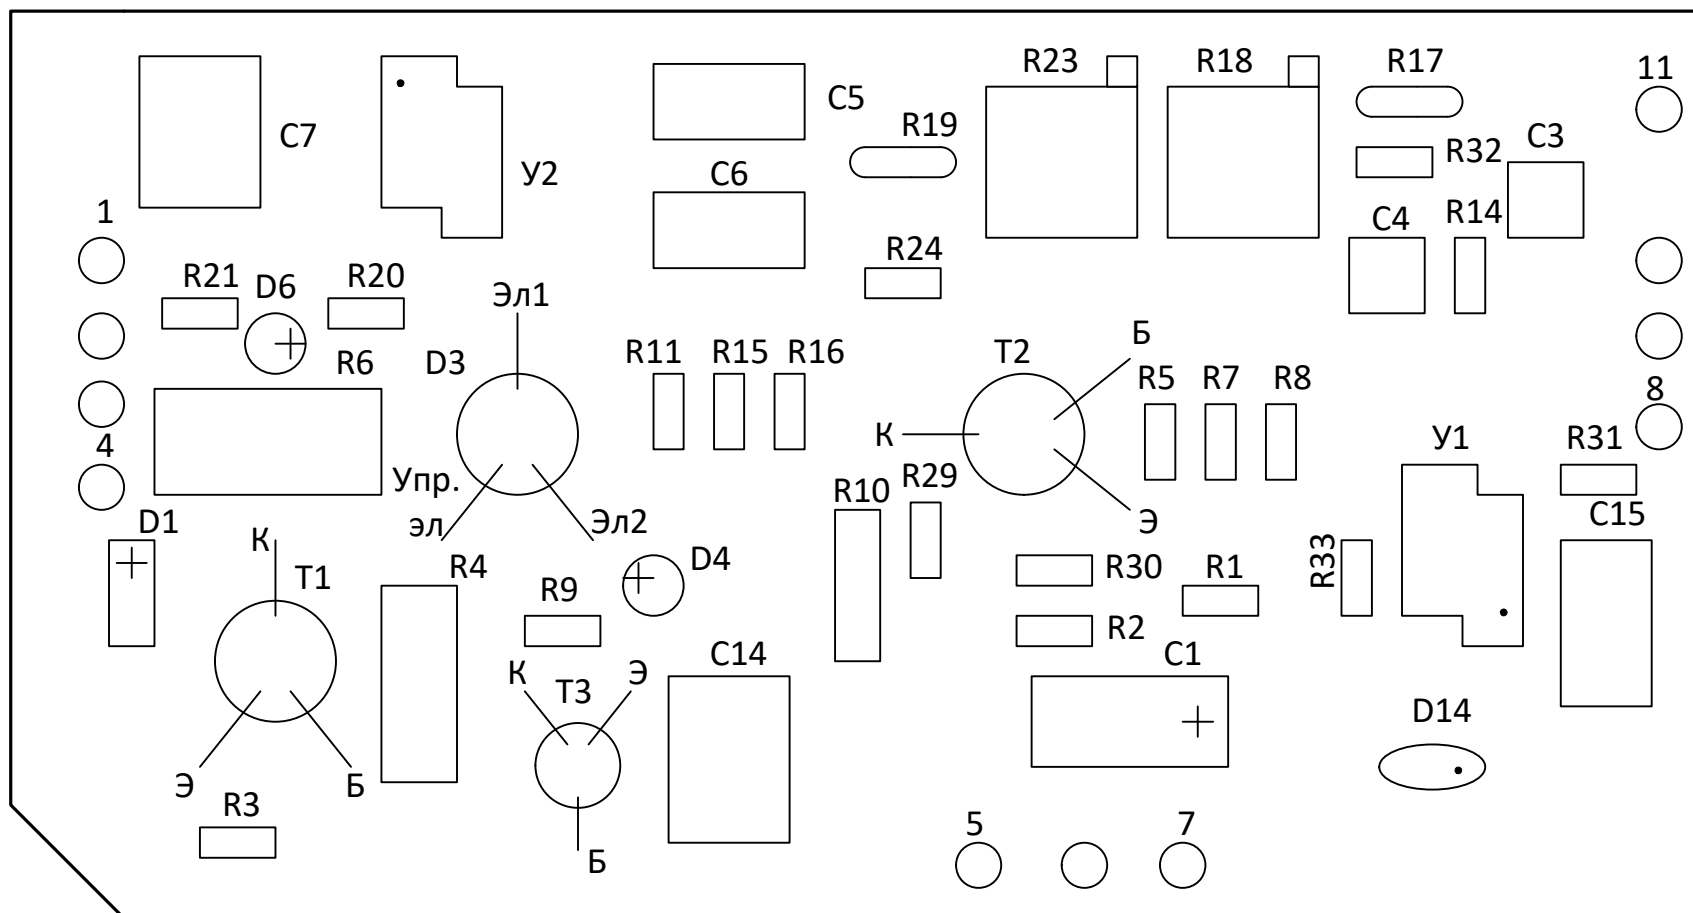 R23
R18
R17
11
C7
У2
C5
R19
R32
C3
C6
1
C4
R14
R24
R21
D6
R20
Эл1
R6
D3
R11
R15
R16
T2
Б
R5
R7
R8
8
4
К
У1
R31
Упр.
эл
Эл2
R10
R29
Э
C15
D1
К
T1
R4
D4
R9
R30
R1
R33
R2
C14
C1
К
T3
Э
D14
Э
Б
R3
Б
5
7